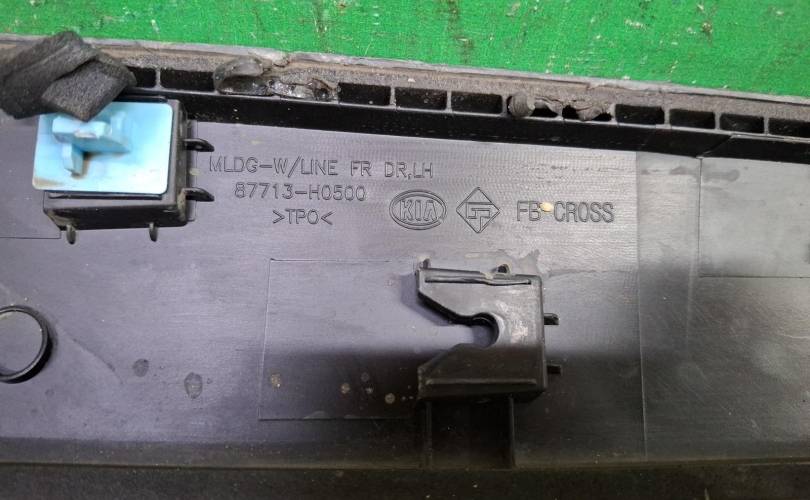 MLDG-W/LINE FR DR,LH
87713-H0500
>TPO<
KIA
FB CROSS